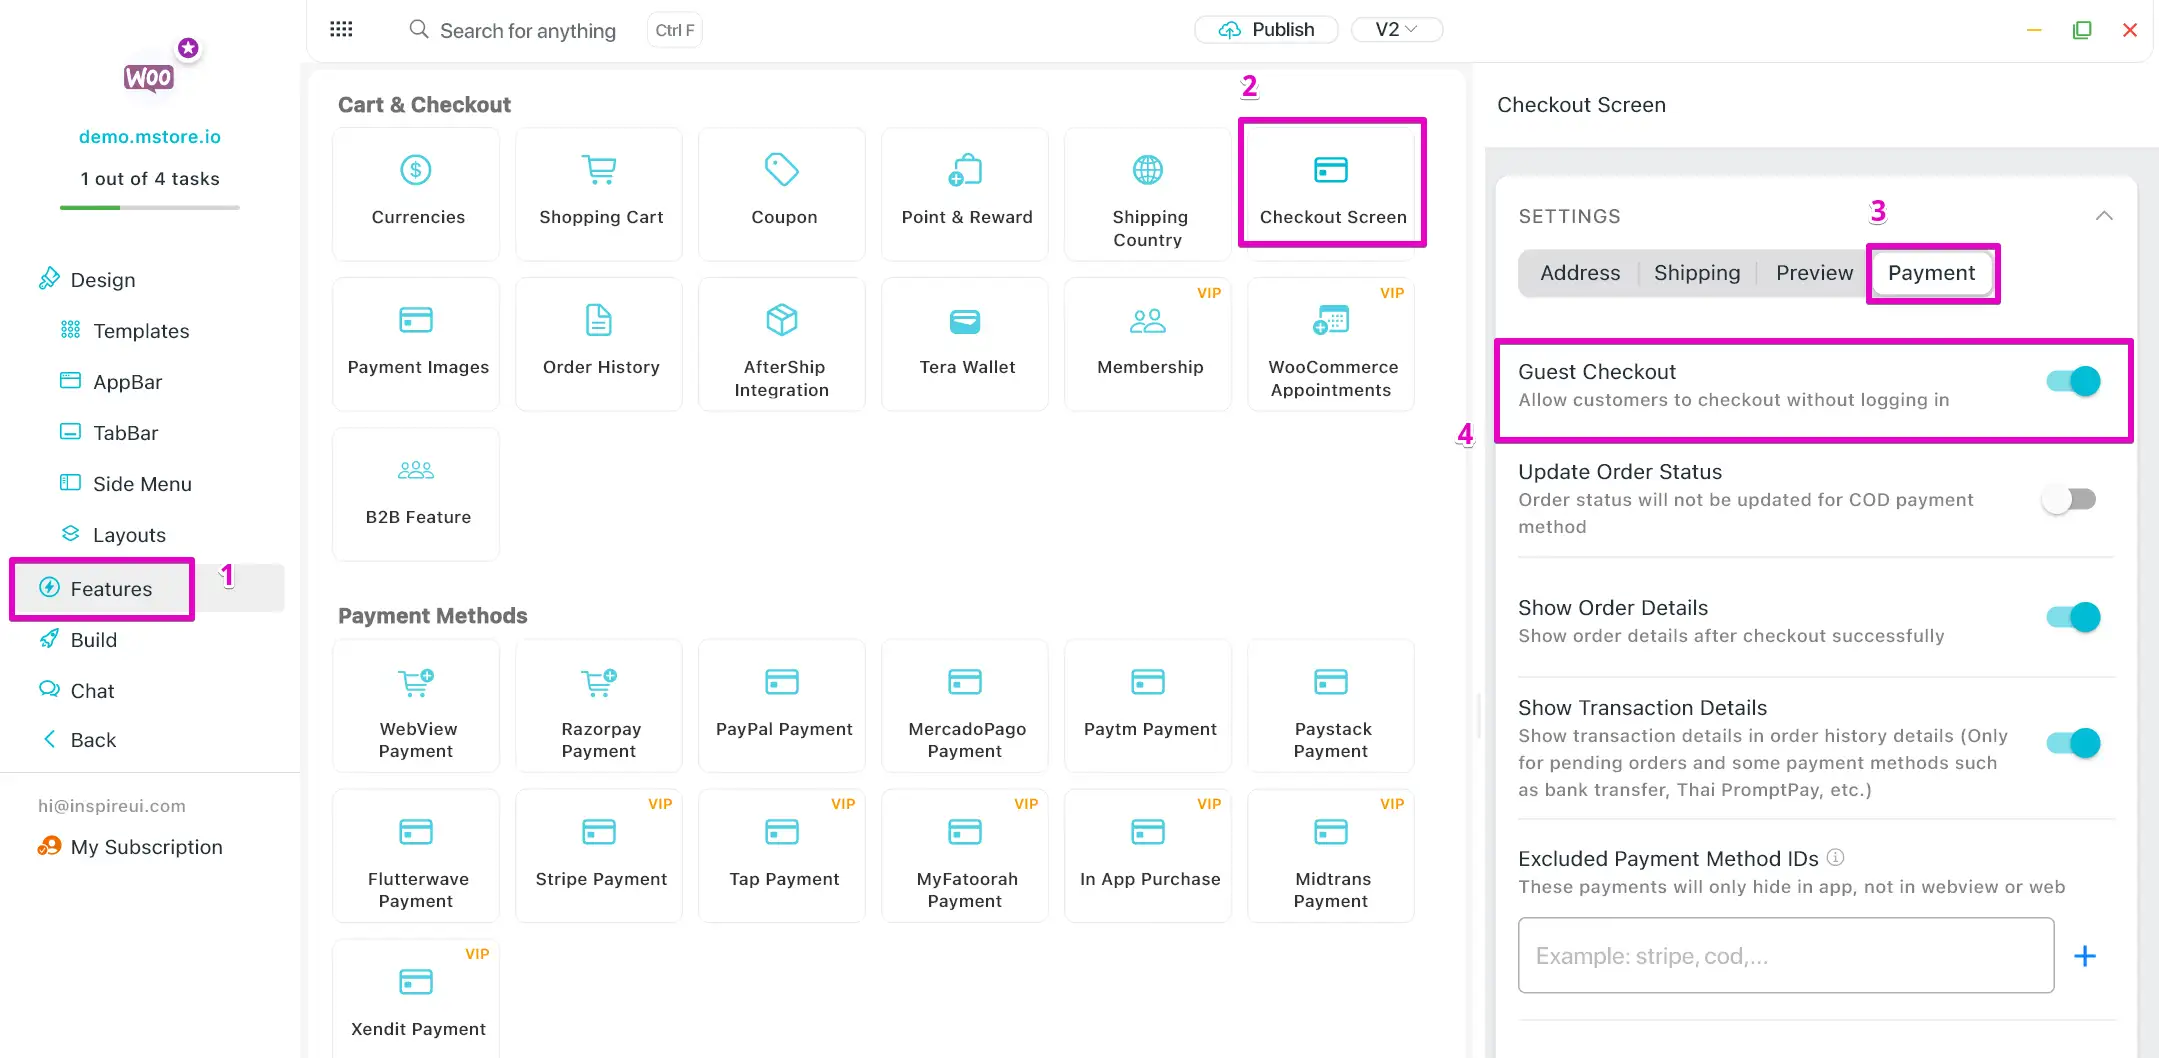 Search for anything
Ctrl F
Publish
V2
WOO
demo.mstore.io
1 out of 4 tasks
Design
Templates
AppBar
TabBar
Side Menu
Layouts
Features
1
Build
Chat
Back
hi@inspireui.com
My Subscription
Cart & Checkout
2
Currencies
Shopping Cart
Coupon
Point & Reward
Shipping
Country
Checkout Screen
Payment Images
Order History
AfterShip
Integration
Tera Wallet
VIP
Membership
VIP
WooCommerce
Appointments
B2B Feature
Payment Methods
WebView
Payment
Razorpay
Payment
PayPal Payment
MercadoPago
Payment
Paytm Payment
Paystack
Payment
Flutterwave
Payment
VIP
Stripe Payment
VIP
Tap Payment
VIP
MyFatoorah
Payment
VIP
In App Purchase
VIP
Midtrans
Payment
VIP
Xendit Payment
Checkout Screen
SETTINGS
3
Address
Shipping
Preview
Payment
4
Guest Checkout
Allow customers to checkout without logging in
Update Order Status
Order status will not be updated for COD payment
method
Show Order Details
Show order details after checkout successfully
Show Transaction Details
Show transaction details in order history details (Only
for pending orders and some payment methods such
as bank transfer, Thai PromptPay, etc.)
Excluded Payment Method IDs
These payments will only hide in app, not in webview or web
Example: stripe, cod,...